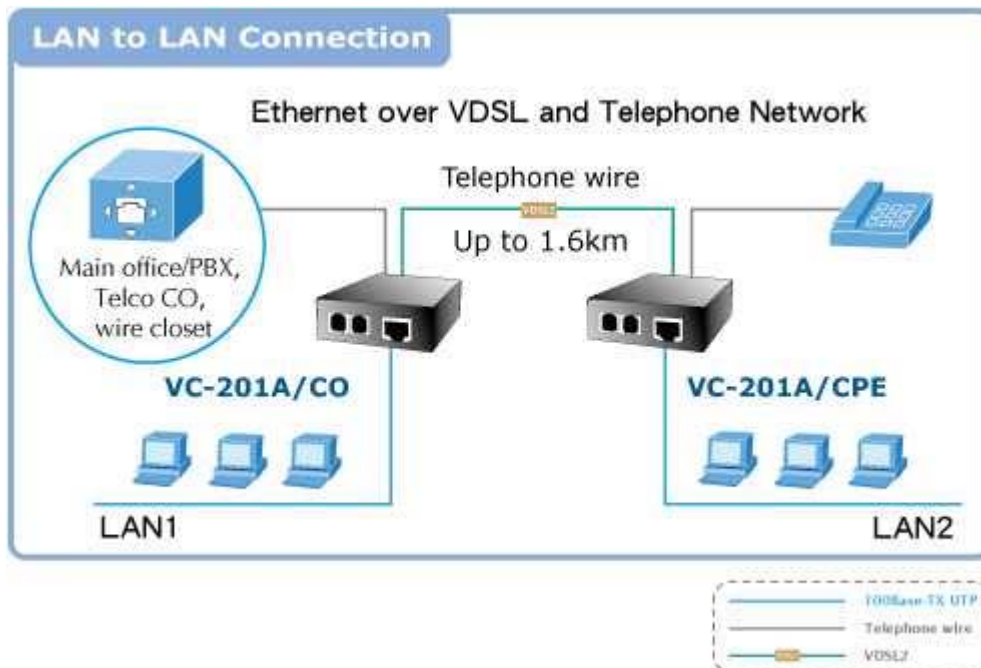 LAN to LAN Connection
Ethernet over VDSL and Telephone Network
Telephone wire
VDSL2
Up to 1.6km
Main office/PBX,
Telco CO,
wire closet
VC-201A/CO
VC-201A/CPE
LAN1
LAN2
100Base-TX UTP
Telephone wire
VDSL2